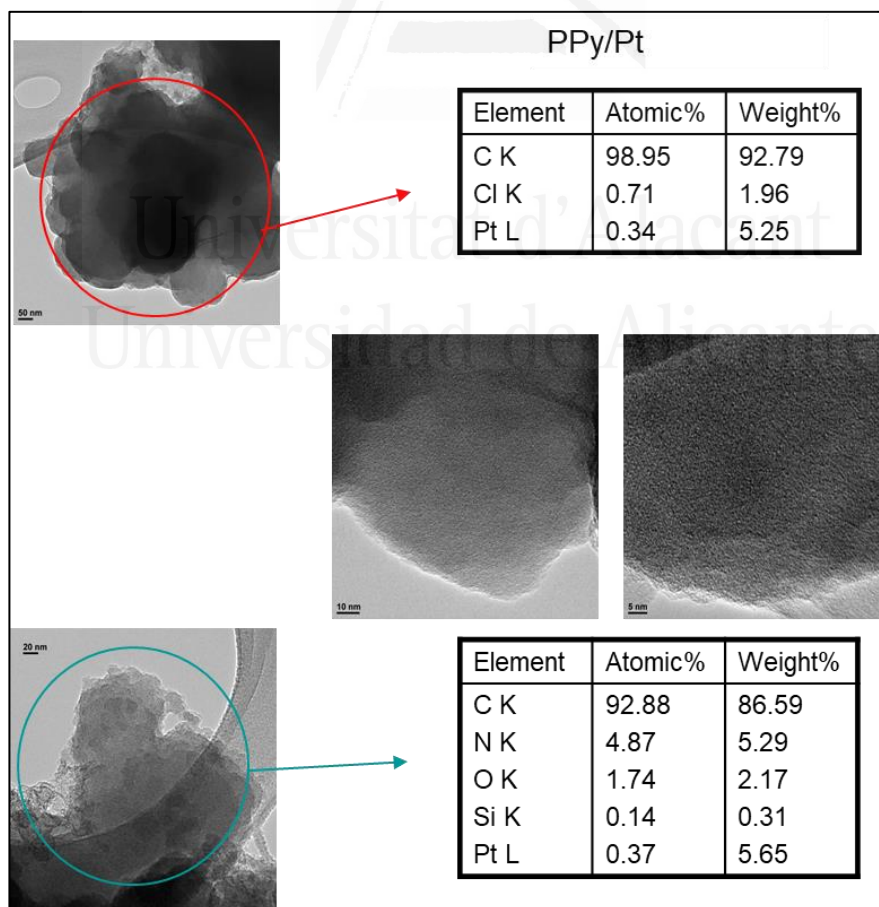 PPy/Pt
Element Atomic% Weight%
C K 98.95 92.79
Cl K 0.71 1.96
Pt L 0.34 5.25
50 nm
Universitat d'Alacant
Universidad de Alicante
10 nm
5 nm
20 nm
Element Atomic% Weight%
C K 92.88 86.59
N K 4.87 5.29
O K 1.74 2.17
Si K 0.14 0.31
Pt L 0.37 5.65